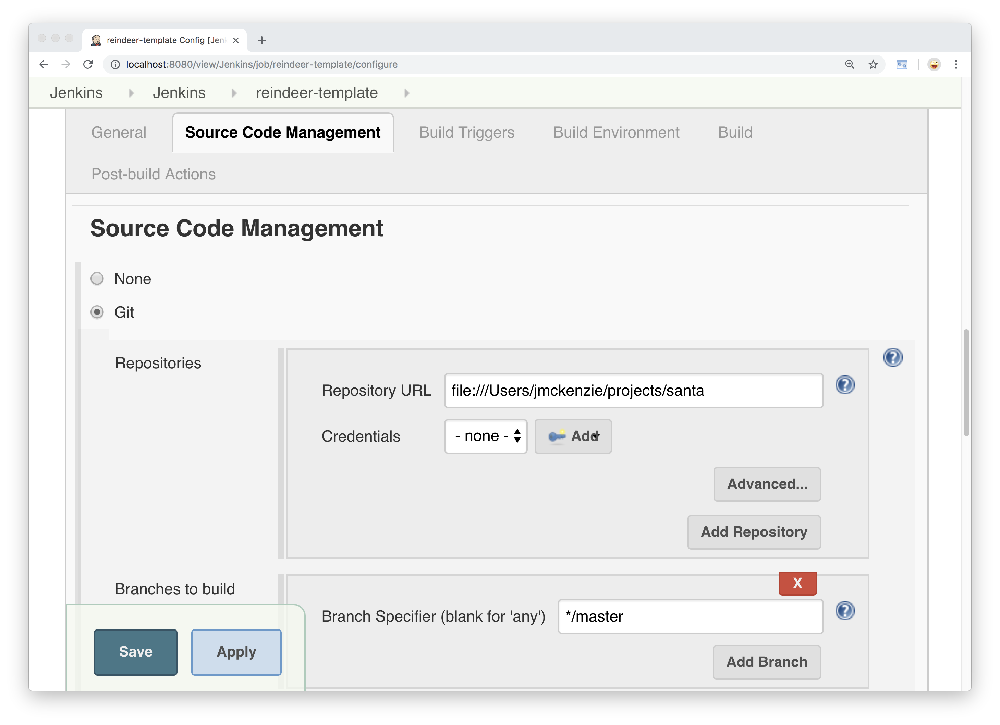 reindeer-template Config [Jen
localhost:8080/view/Jenkins/job/reindeer-template/configure
Jenkins Jenkins reindeer-template
General Source Code Management Build Triggers Build Environment Build
Post-build Actions
Source Code Management
None
Git
Repositories
Repository URL file:///Users/jmckenzie/projects/santa
Credentials - none - Add
Advanced...
Add Repository
X
Branches to build
Branch Specifier (blank for 'any') */master
Save Apply
Add Branch